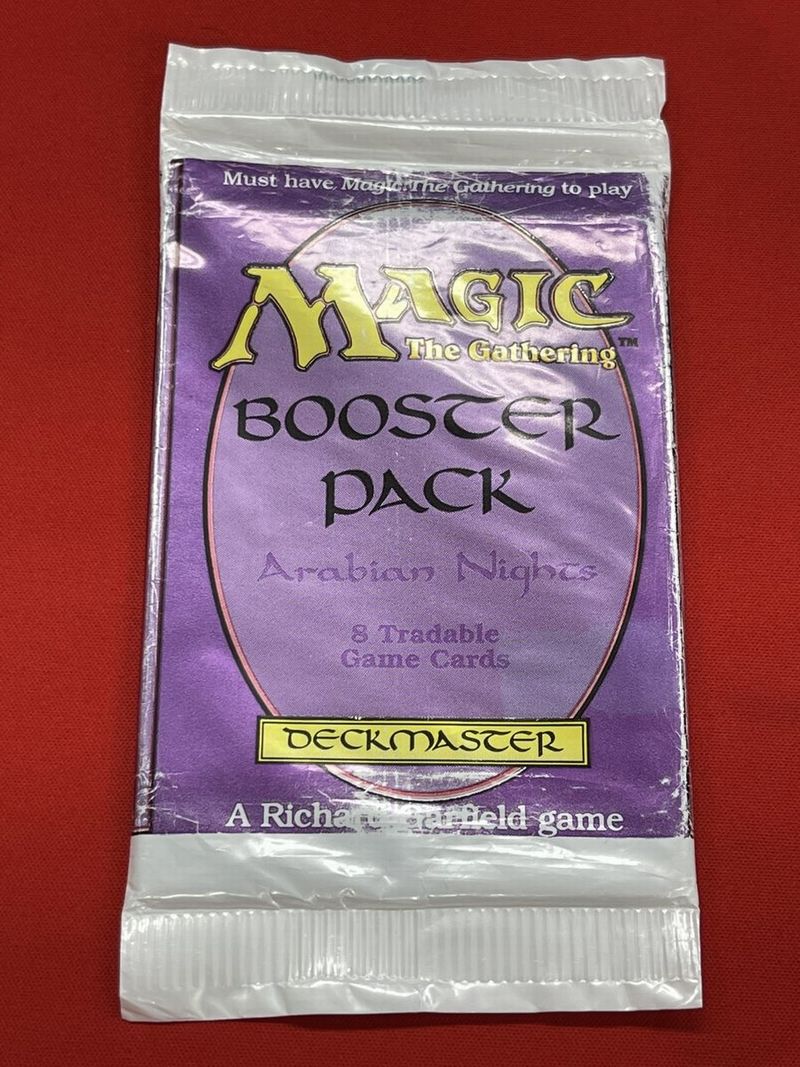 Must have Magic: The Gathering to play
MAGIC
The Gathering™
BOOSTER
PACK
Arabian Nights
8 Tradable
Game Cards
DECKMASTER
A Richard Garfield game